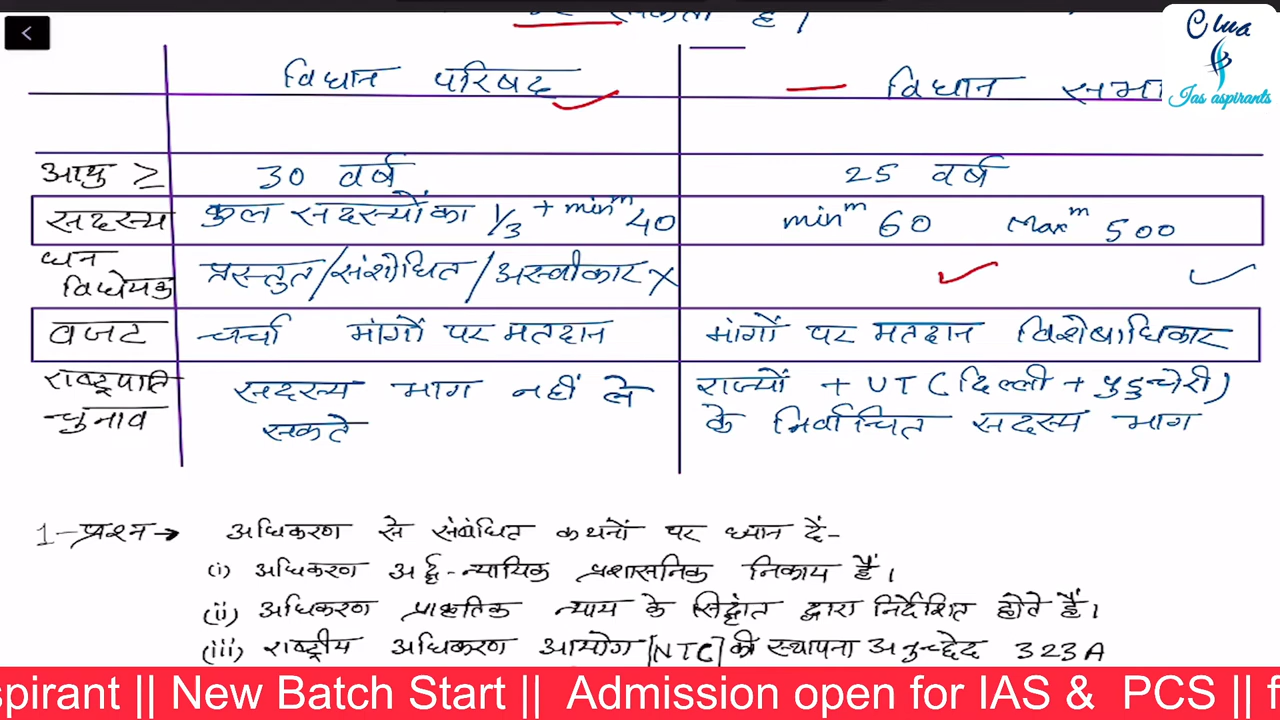 सकता है।
Clua
Ias aspirants
विधान परिषद विधान सभा
आयु ≥ 30 वर्ष 25 वर्ष
सदस्य कुल सदस्यों का 1/3 + minᵐ 40 minᵐ 60 Maxᵐ 500
धन विधेयक प्रस्तुत/संशोधित/अस्वीकार X ✓ ✓
बजट चर्चा मांगों पर मतदान मांगों पर मतदान विशेषाधिकार
राष्ट्रपति सदस्य भाग नहीं ले राज्यों + UT (दिल्ली + पुडुचेरी)
चुनाव सकते के निर्वाचित सदस्य भाग
1-प्रश्न → अधिकरण से संबंधित कथनों पर ध्यान दें-
(i) अधिकरण अर्द्ध-न्यायिक प्रशासनिक निकाय हैं।
(ii) अधिकरण प्राकृतिक न्याय के सिद्धांत द्वारा निर्देशित होते हैं।
(iii) राष्ट्रीय अधिकरण आयोग [NTC] की स्थापना अनुच्छेद 323A
spirant || New Batch Start || Admission open for IAS & PCS || f